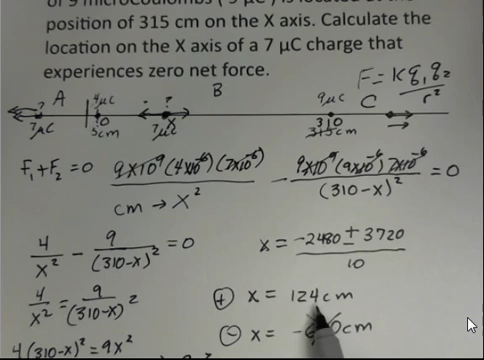 of 9 microCoulombs ( 9 µC ) is located at the
position of 315 cm on the X axis. Calculate the
location on the X axis of a 7 µC charge that
experiences zero net force.
F = K q₁ q₂ / r²
A B C
? 4µC ? 9µC
7µC 0 7µC X 310
5cm 315cm
F₁ + F₂ = 0 9x10⁹ (4x10⁻⁶) (7x10⁻⁶) / X² - 9x10⁹ (9x10⁻⁶) 7x10⁻⁶ / (310-X)² = 0
cm →
4/X² - 9/(310-X)² = 0 X = -2480 ± 3720 / 10
4/X² = 9/(310-X)² (+) X = 124cm
(-) X = cm
4(310-X)² = 9X²